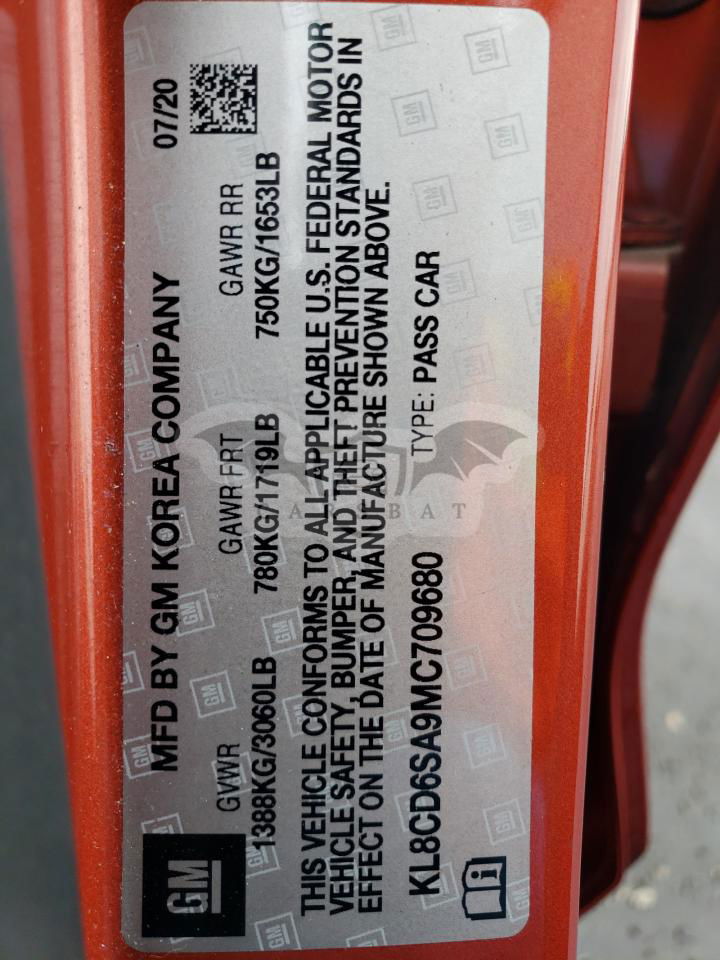 GM
MFD BY GM KOREA COMPANY 07/20
GVWR GAWR FRT GAWR RR
1388KG/3060LB 780KG/1719LB 750KG/1653LB
THIS VEHICLE CONFORMS TO ALL APPLICABLE U.S. FEDERAL MOTOR
VEHICLE SAFETY, BUMPER, AND THEFT PREVENTION STANDARDS IN
EFFECT ON THE DATE OF MANUFACTURE SHOWN ABOVE.
KL8CD6SA9MC709680 TYPE: PASS CAR